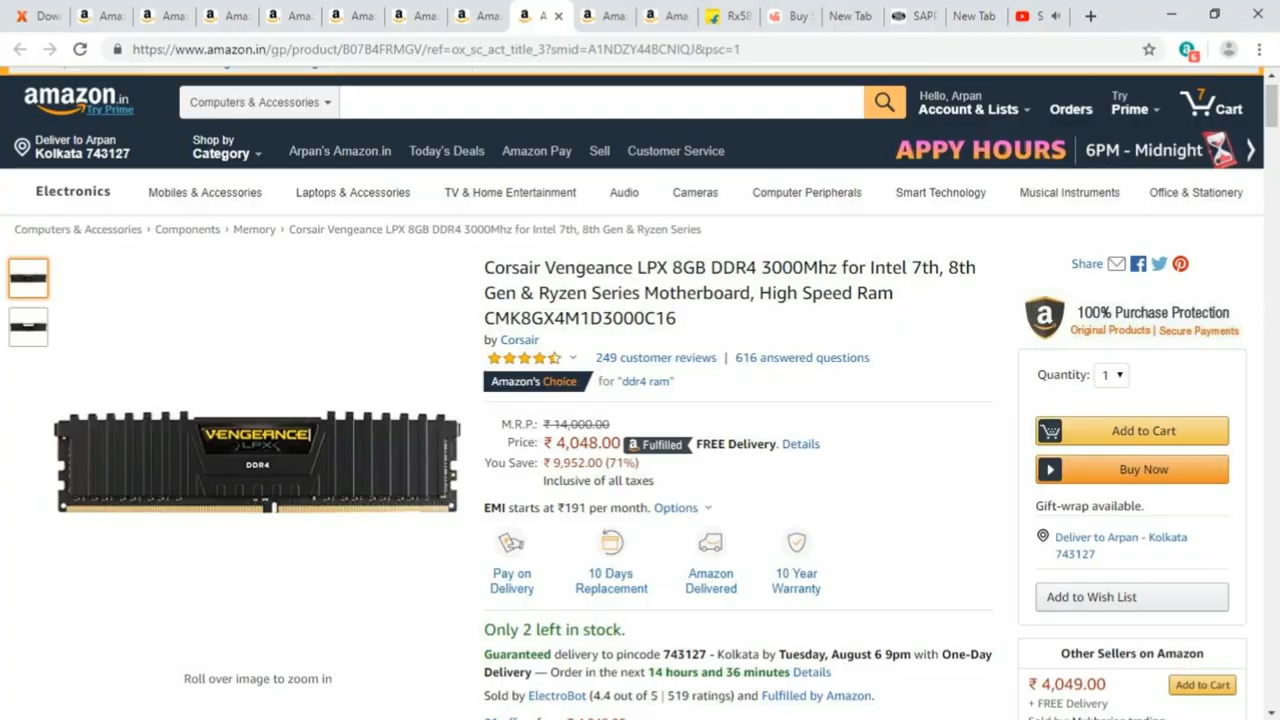 Dow
Ama
Ama
Ama
Ama
Ama
Ama
Ama
A
Ama
Ama
Rx58
Buy
New Tab
SAPF
New Tab
S
https://www.amazon.in/gp/product/B07B4FRMGV/ref=ox_sc_act_title_3?smid=A1NDZY44BCNIQJ&psc=1
6
amazon.in
Try Prime
Computers & Accessories
Hello, Arpan
Account & Lists
Orders
Try
Prime
7
Cart
Deliver to Arpan
Kolkata 743127
Shop by
Category
Arpan's Amazon.in
Today's Deals
Amazon Pay
Sell
Customer Service
APPY HOURS
6PM - Midnight
Electronics
Mobiles & Accessories
Laptops & Accessories
TV & Home Entertainment
Audio
Cameras
Computer Peripherals
Smart Technology
Musical Instruments
Office & Stationery
Computers & Accessories › Components › Memory › Corsair Vengeance LPX 8GB DDR4 3000Mhz for Intel 7th, 8th Gen & Ryzen Series
VENGEANCE
LPX
DDR4
Roll over image to zoom in
Corsair Vengeance LPX 8GB DDR4 3000Mhz for Intel 7th, 8th
Gen & Ryzen Series Motherboard, High Speed Ram
CMK8GX4M1D3000C16
by Corsair
249 customer reviews | 616 answered questions
Amazon's Choice for "ddr4 ram"
M.R.P.: ₹ 14,000.00
Price: ₹ 4,048.00 a Fulfilled FREE Delivery. Details
You Save: ₹ 9,952.00 (71%)
Inclusive of all taxes
EMI starts at ₹191 per month. Options
Pay on
Delivery
10 Days
Replacement
Amazon
Delivered
10 Year
Warranty
Only 2 left in stock.
Guaranteed delivery to pincode 743127 - Kolkata by Tuesday, August 6 9pm with One-Day
Delivery — Order in the next 14 hours and 36 minutes Details
Sold by ElectroBot (4.4 out of 5 | 519 ratings) and Fulfilled by Amazon.
Share
a
100% Purchase Protection
Original Products | Secure Payments
Quantity: 1
Add to Cart
Buy Now
Gift-wrap available.
Deliver to Arpan - Kolkata
743127
Add to Wish List
Other Sellers on Amazon
₹ 4,049.00
Add to Cart
+ FREE Delivery